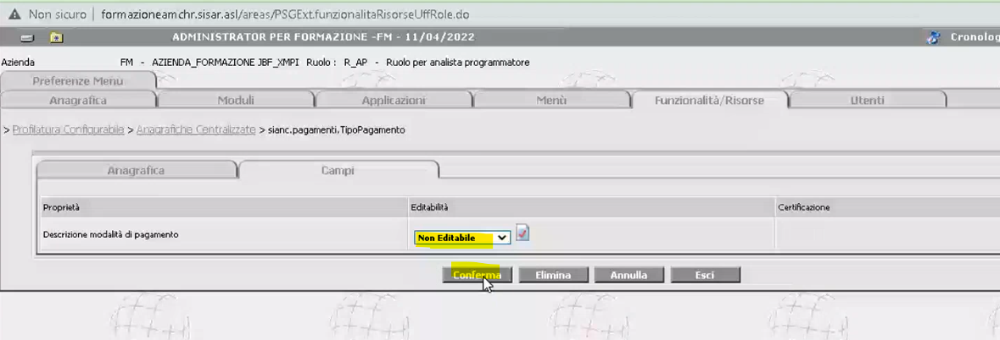 Non sicuro | formazioneamchr.sisar.asl/areas/PSGExt.funzionalitaRisorseUffRole.do
ADMINISTRATOR PER FORMAZIONE -FM - 11/04/2022 Cronolog
Azienda FM - AZIENDA_FORMAZIONE JBF_XMPI Ruolo : R_AP - Ruolo per analista programmatore
Preferenze Menu
Anagrafica Moduli Applicazioni Menù Funzionalità/Risorse Utenti
> Profilatura Configurabile > Anagrafiche Centralizzate > sianc.pagamenti.TipoPagamento
Anagrafica Campi
Proprietà Editabilità Certificazione
Descrizione modalità di pagamento Non Editabile
Conferma Elimina Annulla Esci